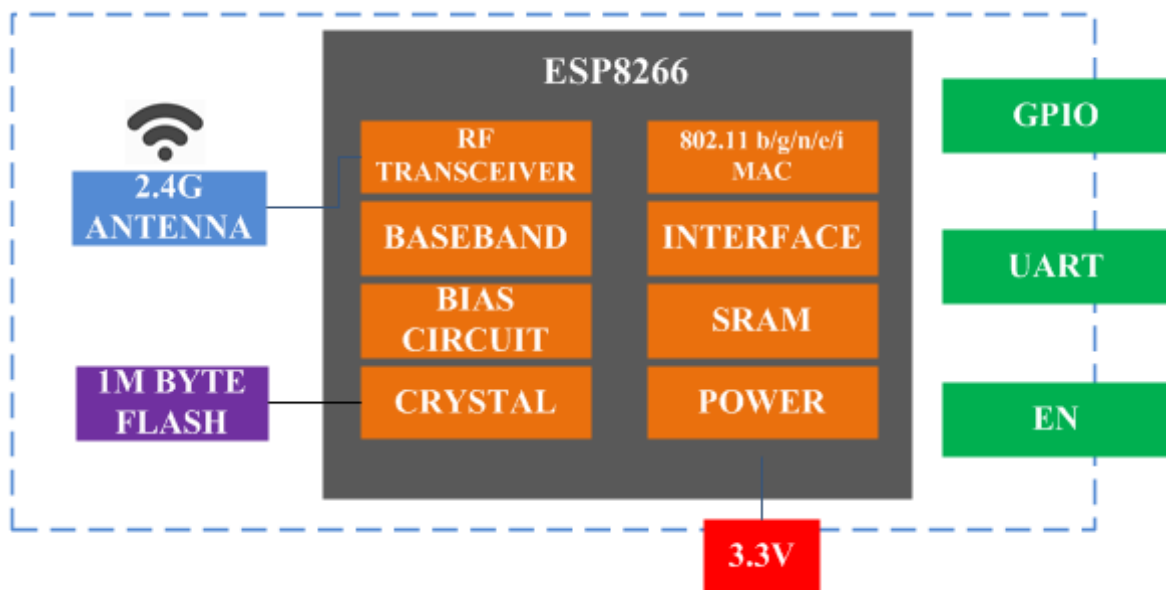 ESP8266
RF
TRANSCEIVER
802.11 b/g/n/e/i
MAC
GPIO
2.4G
ANTENNA
BASEBAND
INTERFACE
UART
BIAS
CIRCUIT
SRAM
1M BYTE
FLASH
CRYSTAL
POWER
EN
3.3V